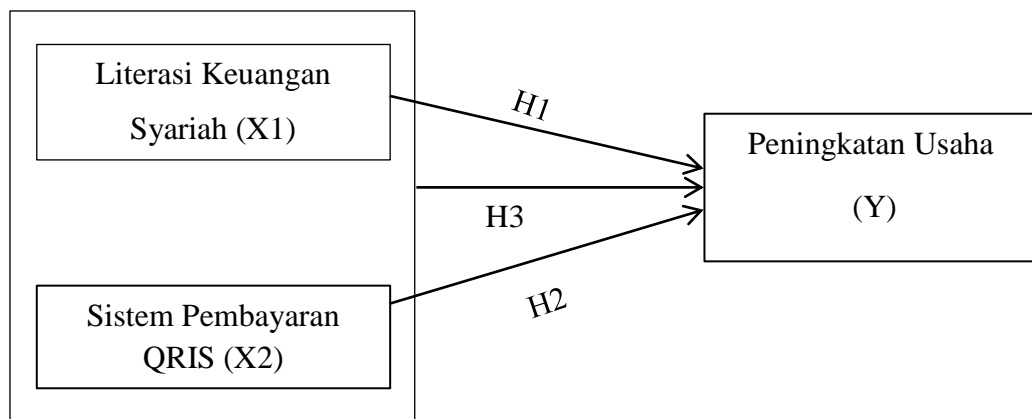 Literasi Keuangan
Syariah (X1)
H1
Peningkatan Usaha
(Y)
H3
H2
Sistem Pembayaran
QRIS (X2)